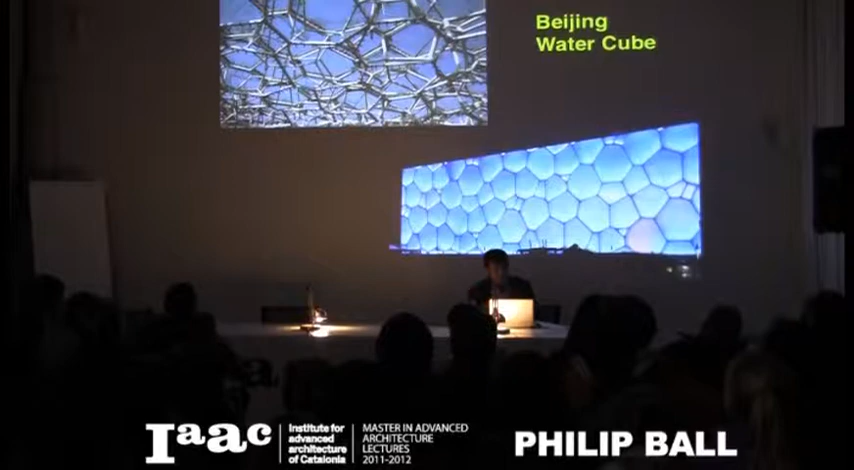 Beijing
Water Cube
Iaac
Institute for
advanced
architecture
of Catalonia
MASTER IN ADVANCED
ARCHITECTURE
LECTURES
2011-2012
PHILIP BALL